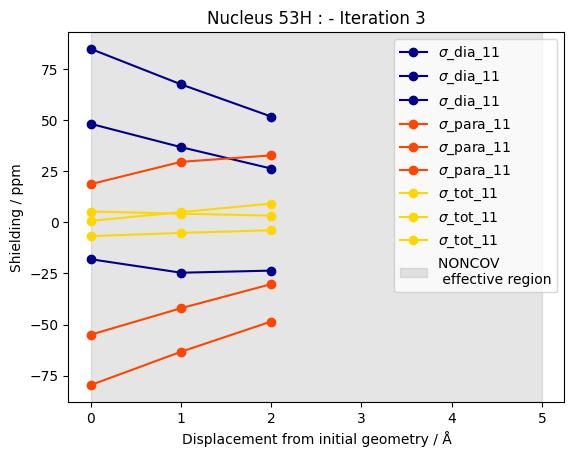 Nucleus 53H : - Iteration 3
75
50
25
0
−25
−50
−75
Shielding / ppm
σ_dia_11
σ_dia_11
σ_dia_11
σ_para_11
σ_para_11
σ_para_11
σ_tot_11
σ_tot_11
σ_tot_11
NONCOV
effective region
0 1 2 3 4 5
Displacement from initial geometry / Å